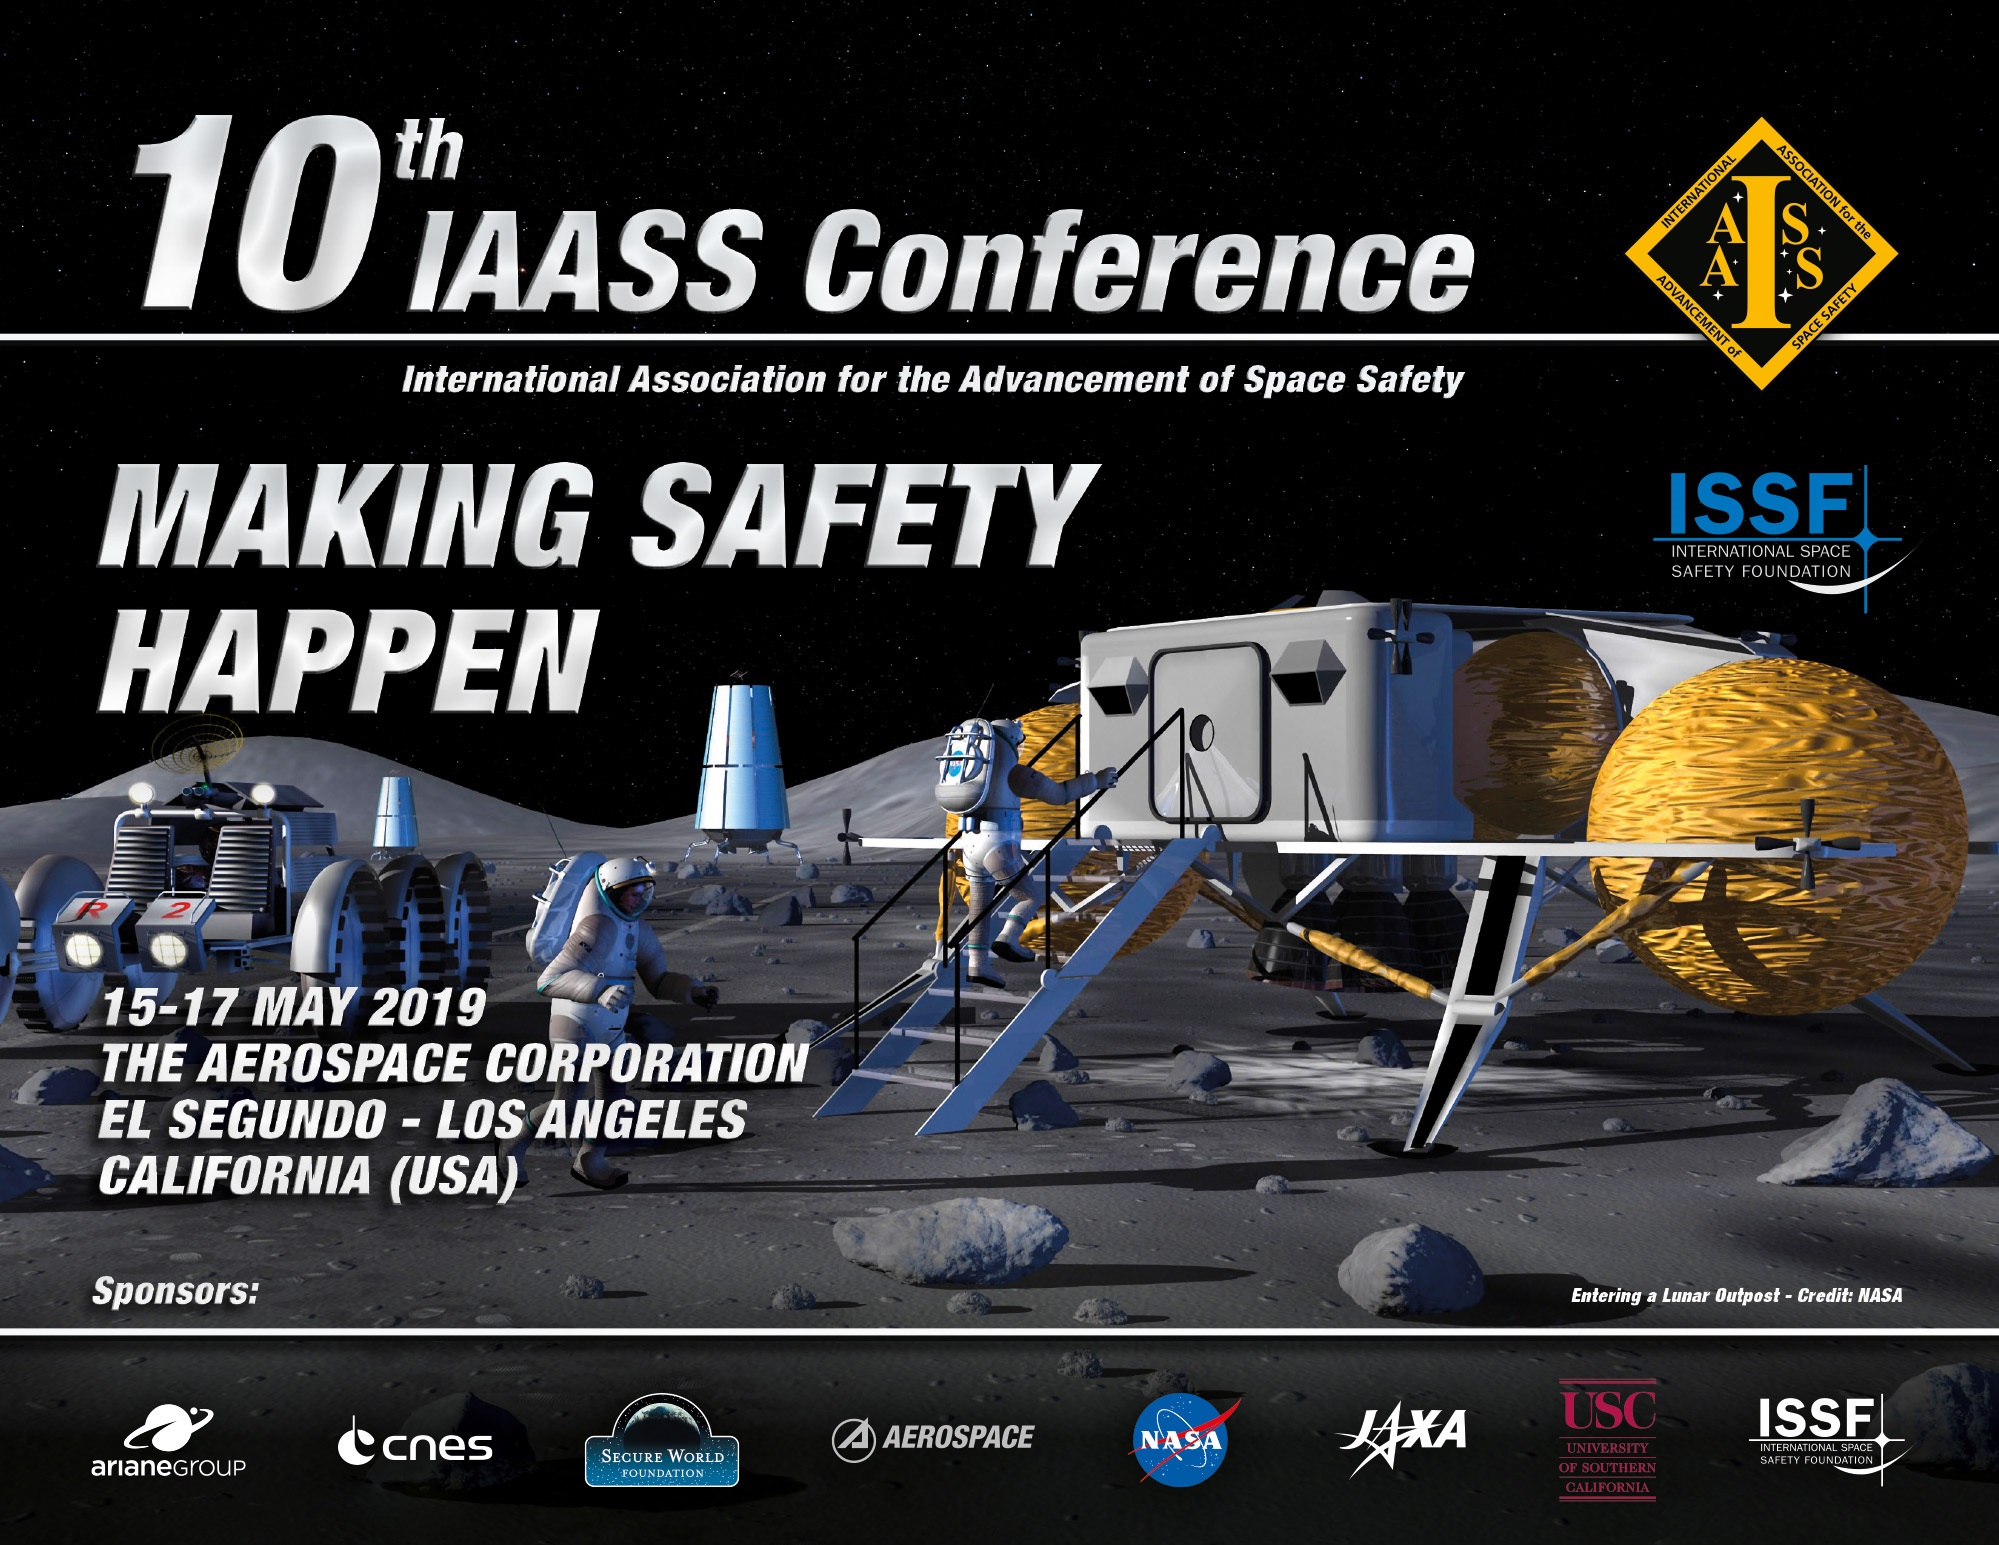 10th
IAASS Conference
INTERNATIONAL
ASSOCIATION for the
ADVANCEMENT of
SPACE SAFETY
I
A S
A S
International Association for the Advancement of Space Safety
MAKING SAFETY
HAPPEN
ISSF
INTERNATIONAL SPACE
SAFETY FOUNDATION
R 2
15-17 MAY 2019
THE AEROSPACE CORPORATION
EL SEGUNDO - LOS ANGELES
CALIFORNIA (USA)
Sponsors:
Entering a Lunar Outpost - Credit: NASA
arianeGROUP
cnes
SECURE WORLD
FOUNDATION
AEROSPACE
NASA
JAXA
USC
UNIVERSITY
OF SOUTHERN
CALIFORNIA
ISSF
INTERNATIONAL SPACE
SAFETY FOUNDATION